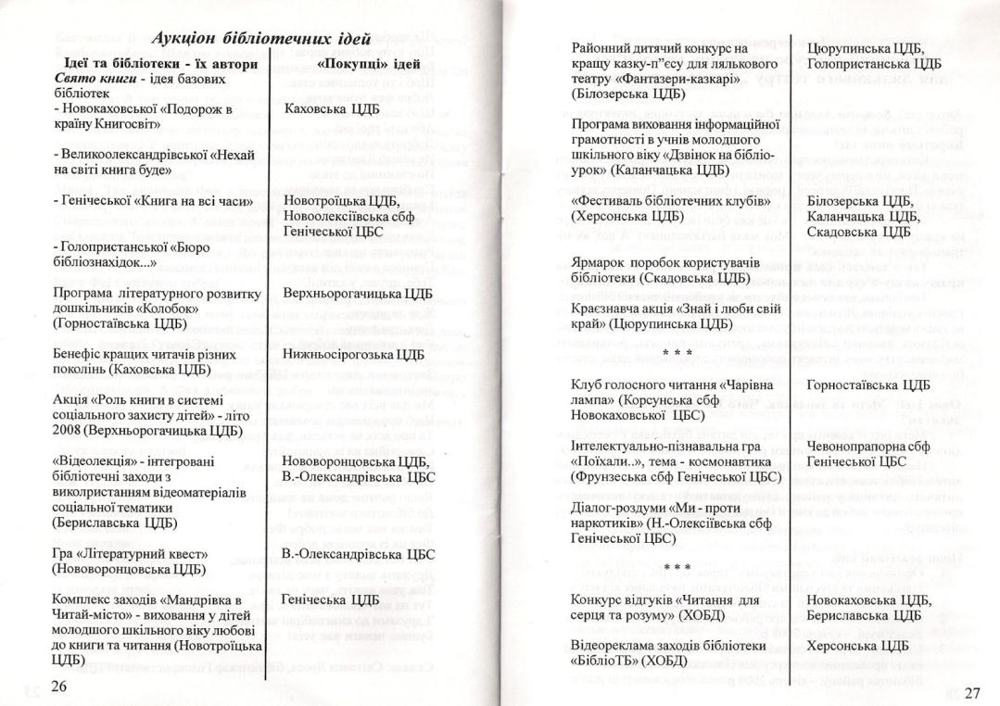 Аукціон бібліотечних ідей
Ідеї та бібліотеки - їх автори
«Покупці» ідей
Свято книги - ідея базових
бібліотек
- Новокаховської «Подорож в
країну Книгосвіт»
Каховська ЦДБ
- Великоолександрівської «Нехай
на світі книга буде»
- Генічеської «Книга на всі часи»
Новотроїцька ЦДБ,
Новоолексіївська сбф
Генічеської ЦБС
- Голопристанської «Бюро
бібліознахідок...»
Програма літературного розвитку
дошкільників «Колобок»
(Горностаївська ЦДБ)
Верхньорогачицька ЦДБ
Бенефіс кращих читачів різних
поколінь (Каховська ЦДБ)
Нижньосірогозька ЦДБ
Акція «Роль книги в системі
соціального захисту дітей» - літо
2008 (Верхньорогачицька ЦДБ)
«Відеолекція» - інтегровані
бібліотечні заходи з
викилристанням відеоматеріалів
соціальної тематики
(Бериславська ЦДБ)
Нововоронцовська ЦДБ,
В.-Олександрівська ЦБС
Гра «Літературний квест»
(Нововоронцовська ЦДБ)
В.-Олександрівська ЦБС
Комплекс заходів «Мандрівка в
Читай-місто» - виховання у дітей
молодшого шкільного віку любові
до книги та читання (Новотроїцька
ЦДБ)
Генічеська ЦДБ
26
Районний дитячий конкурс на
кращу казку-п"єсу для лялькового
театру «Фантазери-казкарі»
(Білозерська ЦДБ)
Цюрупинська ЦДБ,
Голопристанська ЦДБ
Програма виховання інформаційної
грамотності в учнів молодшого
шкільного віку «Дзвінок на бібліо-
урок» (Каланчацька ЦДБ)
«Фестиваль бібліотечних клубів»
(Херсонська ЦДБ)
Білозерська ЦДБ,
Каланчацька ЦДБ,
Скадовська ЦДБ
Ярмарок поробок користувачів
бібліотеки (Скадовська ЦДБ)
Краєзнавча акція «Знай і люби свій
край» (Цюрупинська ЦДБ)
* * *
Клуб голосного читання «Чарівна
лампа» (Корсунська сбф
Новокаховської ЦБС)
Горностаївська ЦДБ
Інтелектуально-пізнавальна гра
«Поїхали..», тема - космонавтика
(Фрунзеська сбф Генічеської ЦБС)
Чевонопрапорна сбф
Генічеської ЦБС
Діалог-роздуми «Ми - проти
наркотиків» (Н.-Олексіївська сбф
Генічеської ЦБС)
* * *
Конкурс відгуків «Читання для
серця та розуму» (ХОБД)
Новокаховська ЦДБ,
Бериславська ЦДБ
Відеореклама заходів бібліотеки
«БібліоТБ» (ХОБД)
Херсонська ЦДБ
27